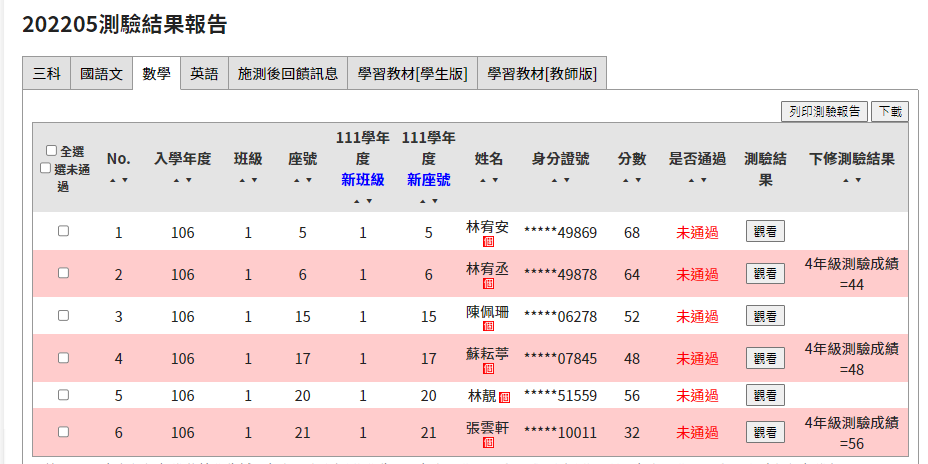 202205測驗結果報告
三科 國語文 數學 英語 施測後回饋訊息 學習教材[學生版] 學習教材[教師版]
列印測驗報告 下載
全選
選未通過
No. 入學年度 班級 座號 111學年度 新班級 111學年度 新座號 姓名 身分證號 分數 是否通過 測驗結果 下修測驗結果
1 106 1 5 1 5 林宥安 個 *****49869 68 未通過 觀看
2 106 1 6 1 6 林宥丞 個 *****49878 64 未通過 觀看 4年級測驗成績=44
3 106 1 15 1 15 陳佩珊 個 *****06278 52 未通過 觀看
4 106 1 17 1 17 蘇耘葶 個 *****07845 48 未通過 觀看 4年級測驗成績=48
5 106 1 20 1 20 林靚 個 *****51559 56 未通過 觀看
6 106 1 21 1 21 張雲軒 個 *****10011 32 未通過 觀看 4年級測驗成績=56